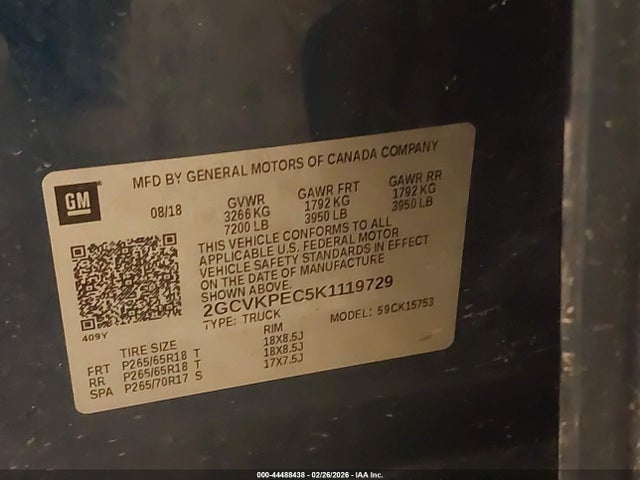 MFD BY GENERAL MOTORS OF CANADA COMPANY
GM
08/18
GVWR
3266 KG
7200 LB
GAWR FRT
1792 KG
3950 LB
GAWR RR
1792 KG
3950 LB
THIS VEHICLE CONFORMS TO ALL
APPLICABLE U.S. FEDERAL MOTOR
VEHICLE SAFETY STANDARDS IN EFFECT
ON THE DATE OF MANUFACTURE
SHOWN ABOVE.
2GCVKPEC5K1119729
TYPE: TRUCK MODEL: 59CK15753
409Y
TIRE SIZE RIM
FRT P265/65R18 T 18X8.5J
RR P265/65R18 T 18X8.5J
SPA P265/70R17 S 17X7.5J
000-44488438 - 02/26/2026 - IAA Inc.